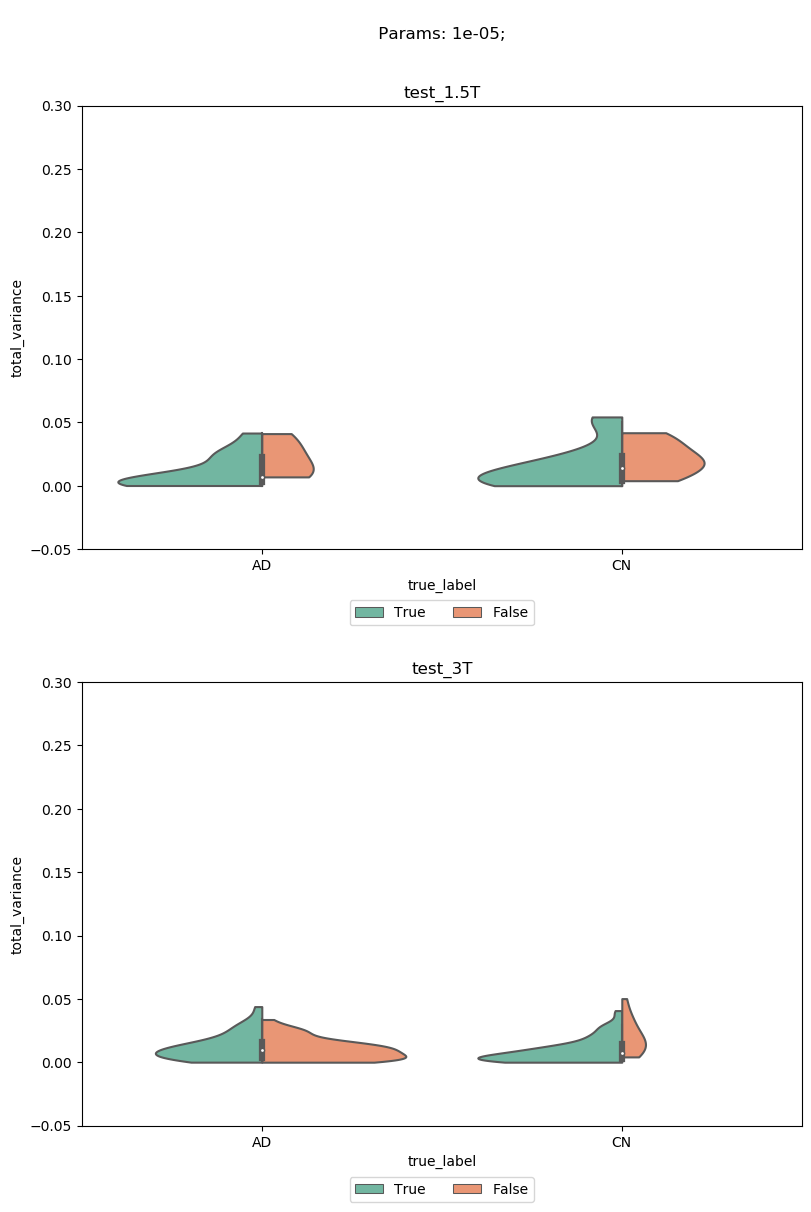 Params: 1e-05;
test_1.5T
0.30
0.25
0.20
0.15
0.10
0.05
0.00
−0.05
total_variance
AD CN
true_label
True False
test_3T
0.30
0.25
0.20
0.15
0.10
0.05
0.00
−0.05
total_variance
AD CN
true_label
True False